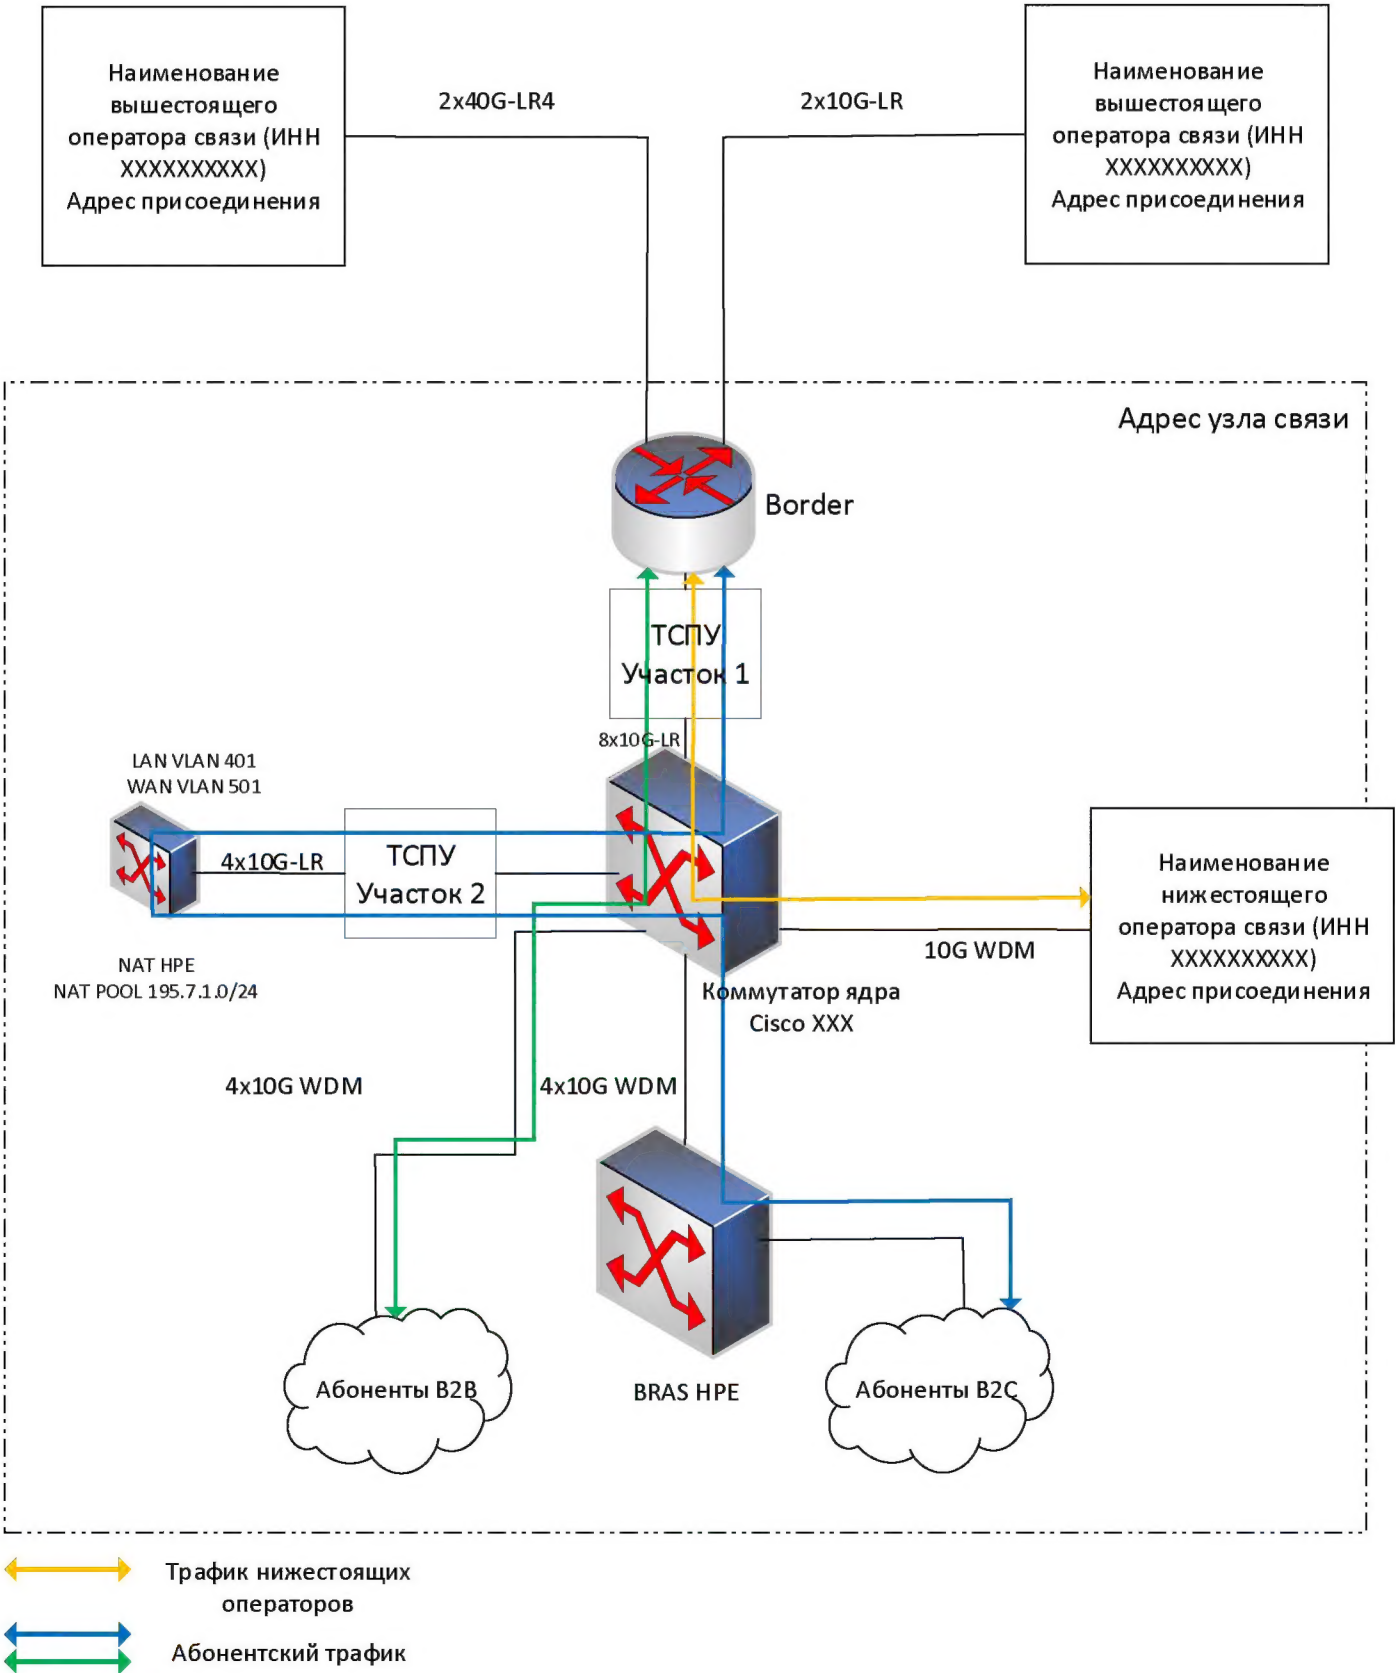 Наименование
вышестоящего
оператора связи (ИНН
XXXXXXXXXX)
Адрес присоединения
2x40G-LR4
2x10G-LR
Наименование
вышестоящего
оператора связи (ИНН
XXXXXXXXXX)
Адрес присоединения
Адрес узла связи
Border
ТСПУ
Участок 1
8x10G-LR
LAN VLAN 401
WAN VLAN 501
4x10G-LR
ТСПУ
Участок 2
NAT HPE
NAT POOL 195.7.1.0/24
Коммутатор ядра
Cisco XXX
10G WDM
Наименование
нижестоящего
оператора связи (ИНН
XXXXXXXXXX)
Адрес присоединения
4x10G WDM
4x10G WDM
Абоненты B2B
BRAS HPE
Абоненты B2C
Трафик нижестоящих
операторов
Абонентский трафик